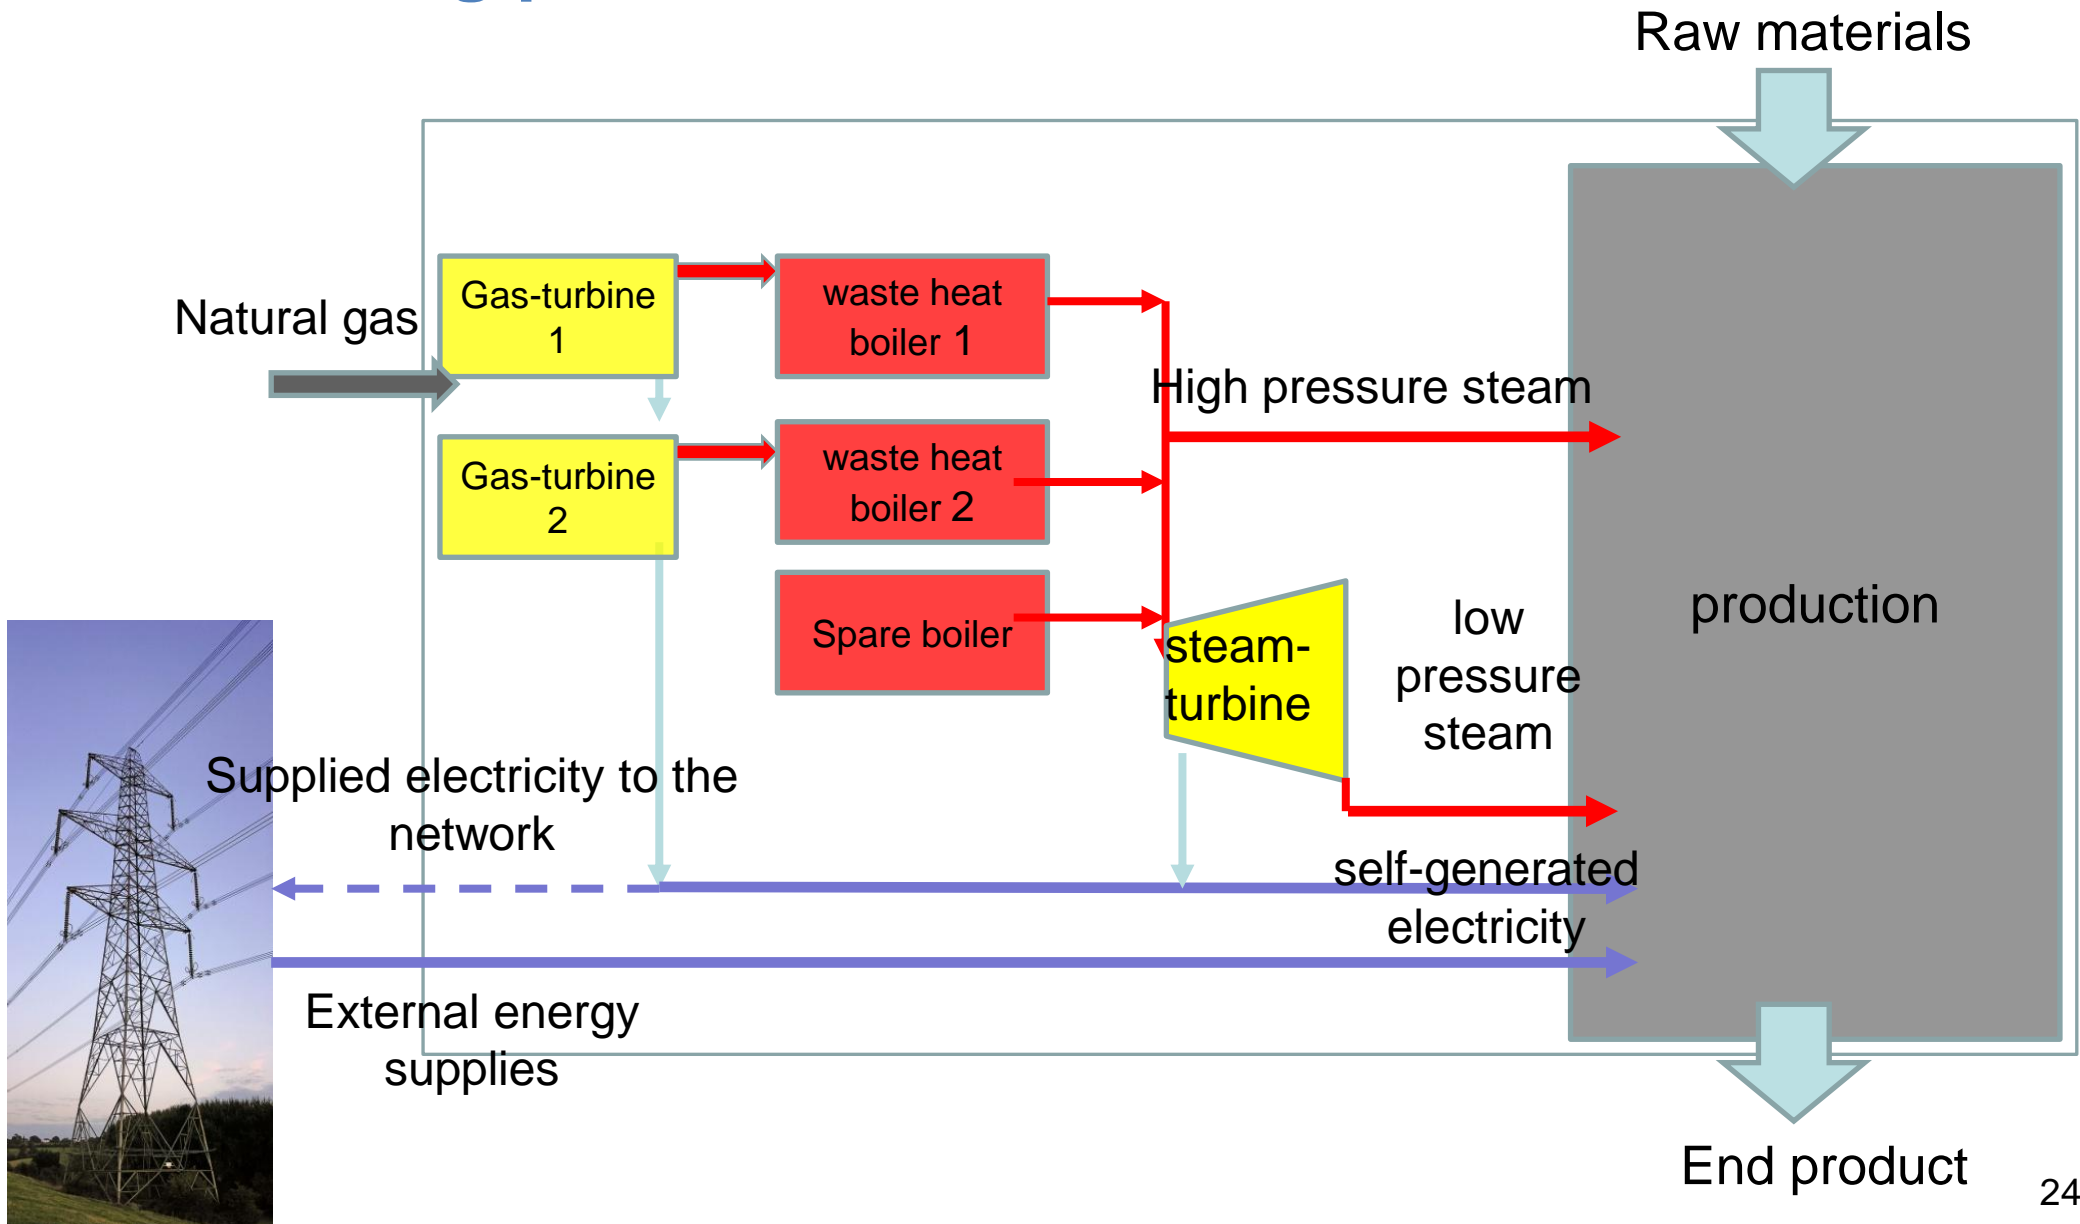 Raw materials
Natural gas
Gas-turbine
1
waste heat
boiler 1
High pressure steam
Gas-turbine
2
waste heat
boiler 2
Spare boiler
steam-
turbine
low
pressure
steam
production
Supplied electricity to the
network
self-generated
electricity
External energy
supplies
End product
24